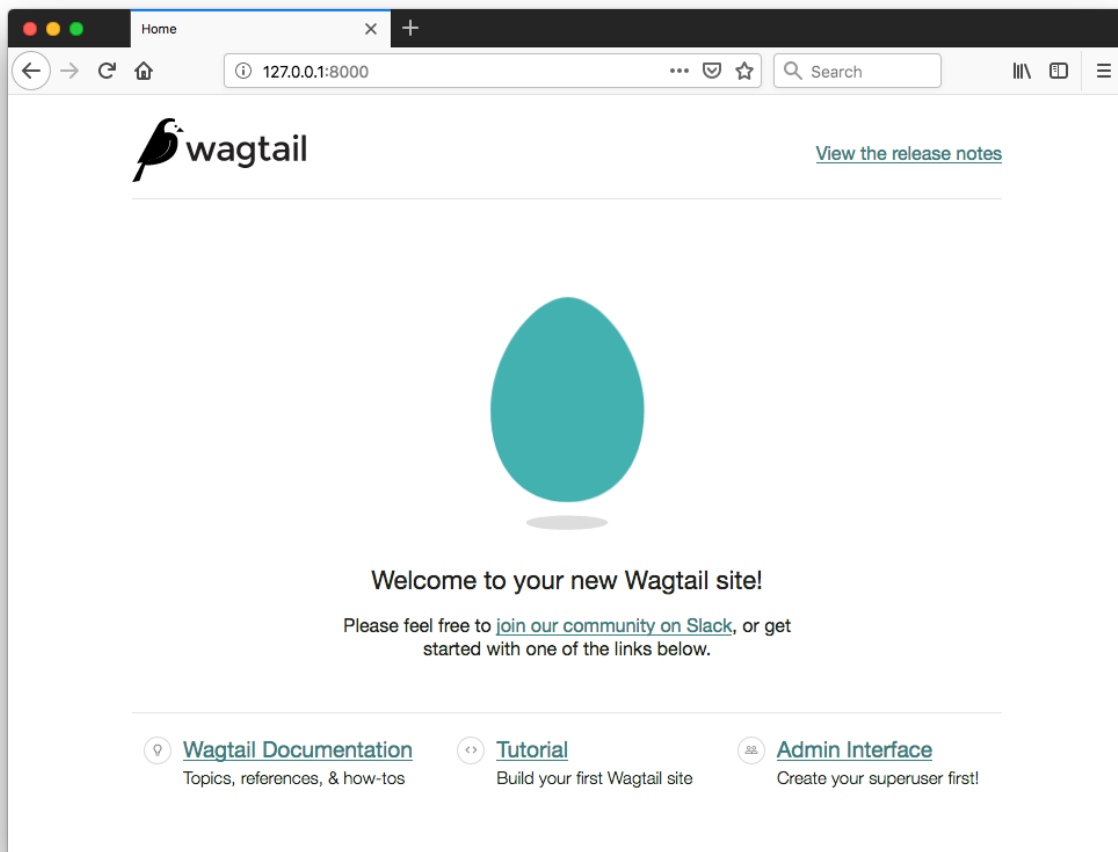 Home
127.0.0.1:8000
Search
wagtail
View the release notes
Welcome to your new Wagtail site!
Please feel free to join our community on Slack, or get
started with one of the links below.
Wagtail Documentation
Topics, references, & how-tos
Tutorial
Build your first Wagtail site
Admin Interface
Create your superuser first!